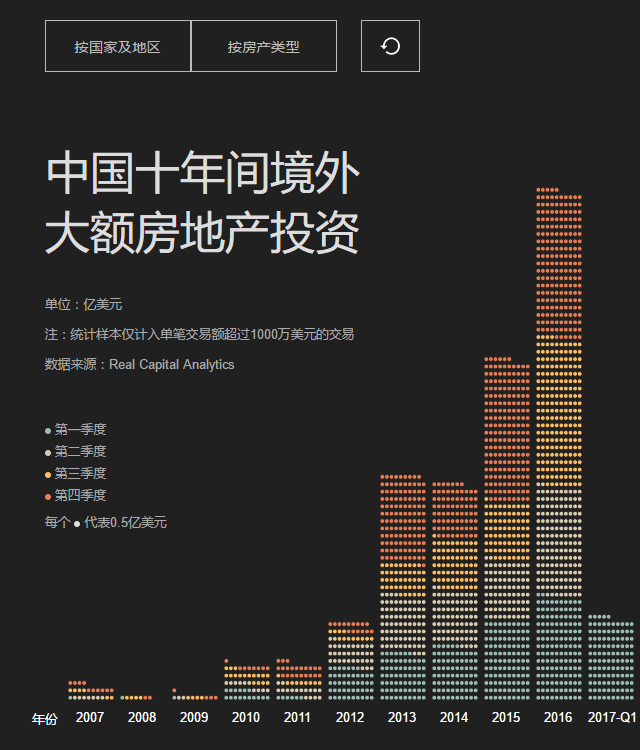 按国家及地区
按房产类型
中国十年间境外
大额房地产投资
单位：亿美元
注：统计样本仅计入单笔交易额超过1000万美元的交易
数据来源：Real Capital Analytics
第一季度
第二季度
第三季度
第四季度
每个 代表0.5亿美元
年份 2007 2008 2009 2010 2011 2012 2013 2014 2015 2016 2017-Q1